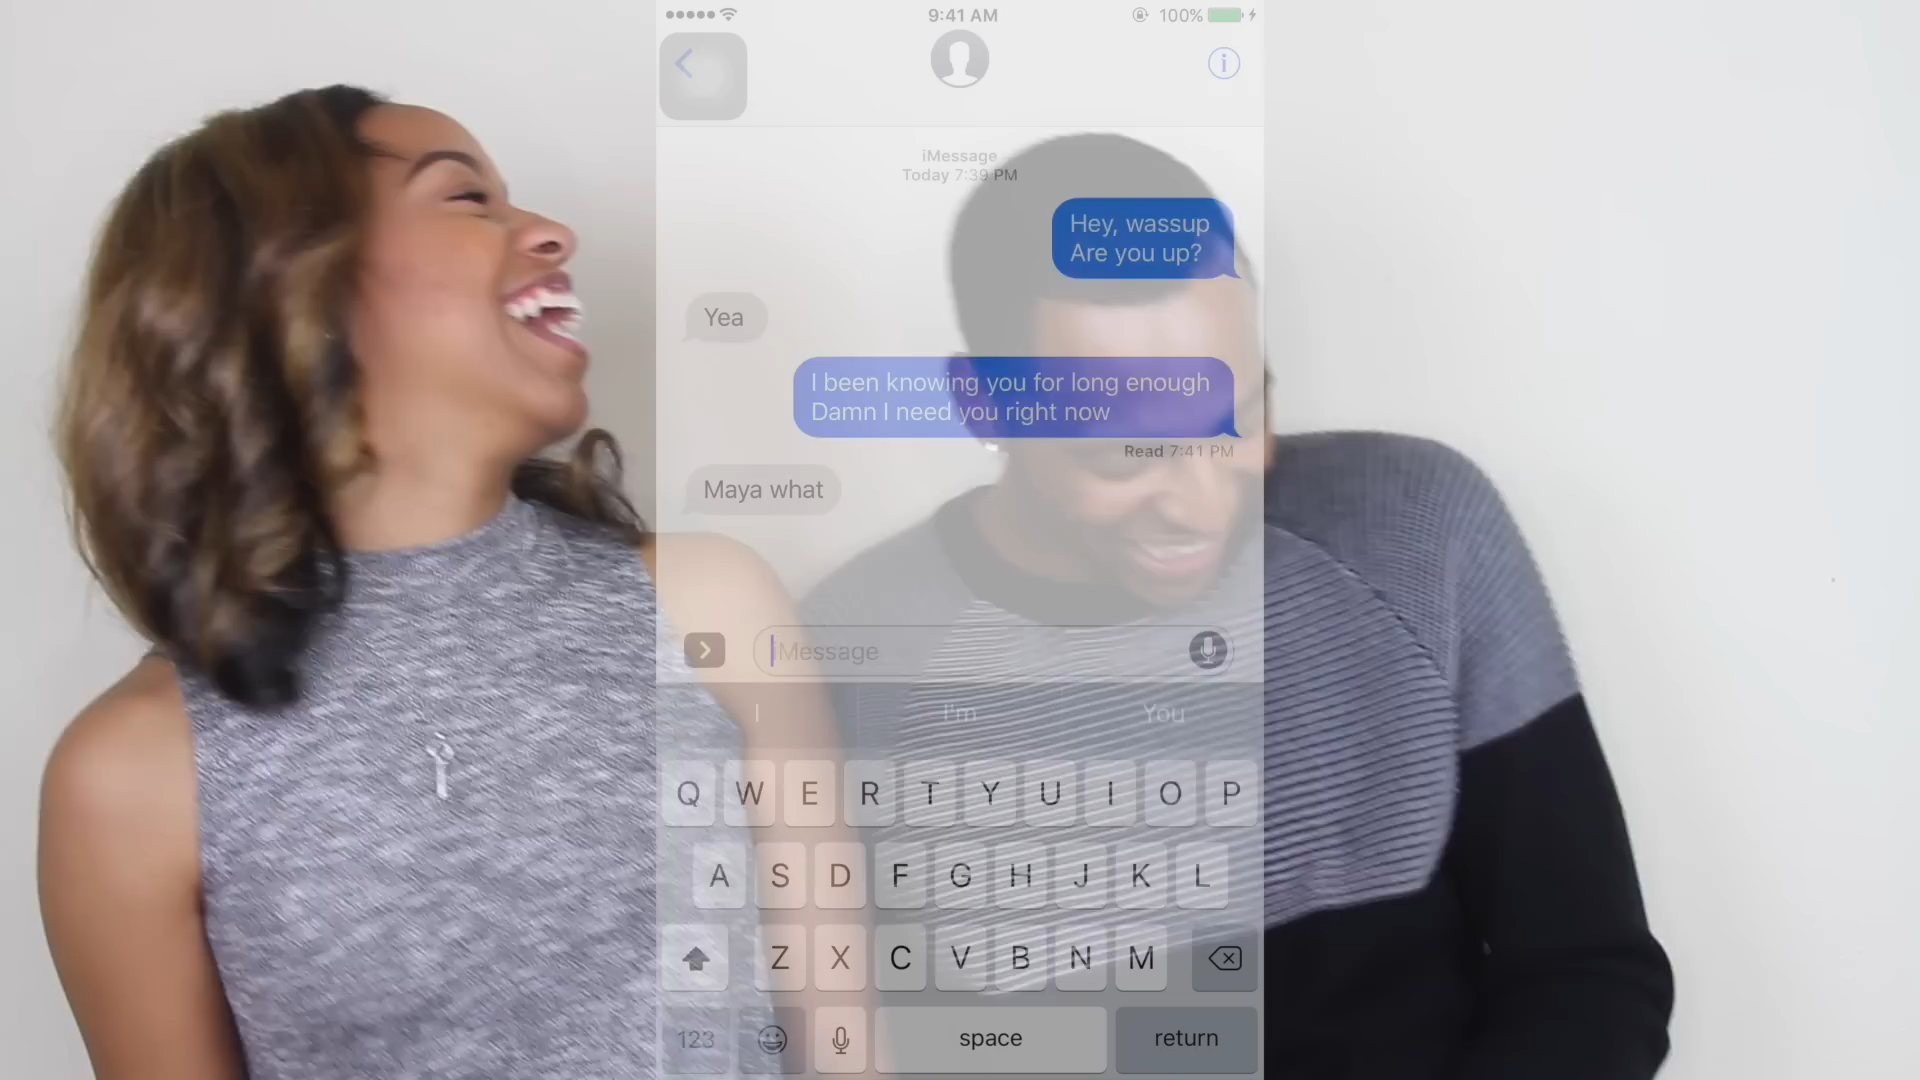 9:41 AM
100%
iMessage
Today 7:39 PM
Hey, wassup
Are you up?
Yea
I been knowing you for long enough
Damn I need you right now
Read 7:41 PM
Maya what
iMessage
I I'm You
Q W E R T Y U I O P
A S D F G H J K L
Z X C V B N M
123 space return